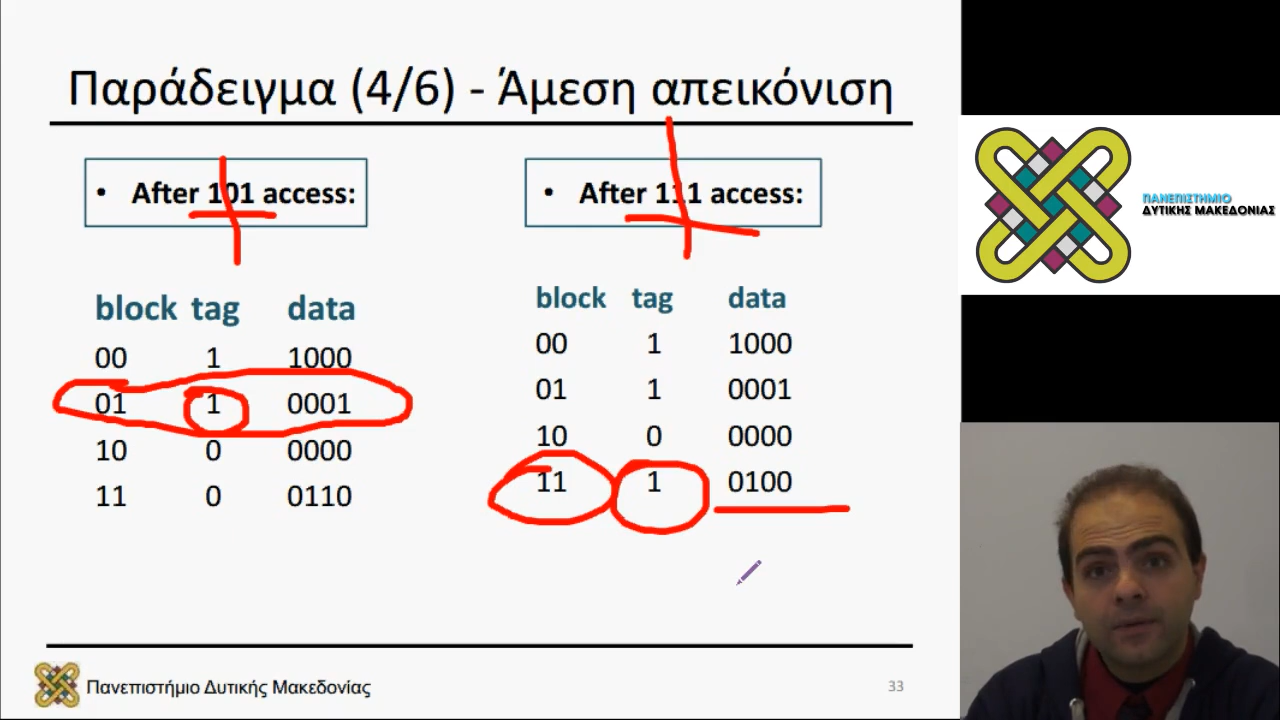 Παράδειγμα (4/6) - Άμεση απεικόνιση
• After 101 access:
block tag data
00 1 1000
01 1 0001
10 0 0000
11 0 0110
• After 111 access:
block tag data
00 1 1000
01 1 0001
10 0 0000
11 1 0100
Πανεπιστήμιο Δυτικής Μακεδονίας
33
ΠΑΝΕΠΙΣΤΗΜΙΟ
ΔΥΤΙΚΗΣ ΜΑΚΕΔΟΝΙΑΣ